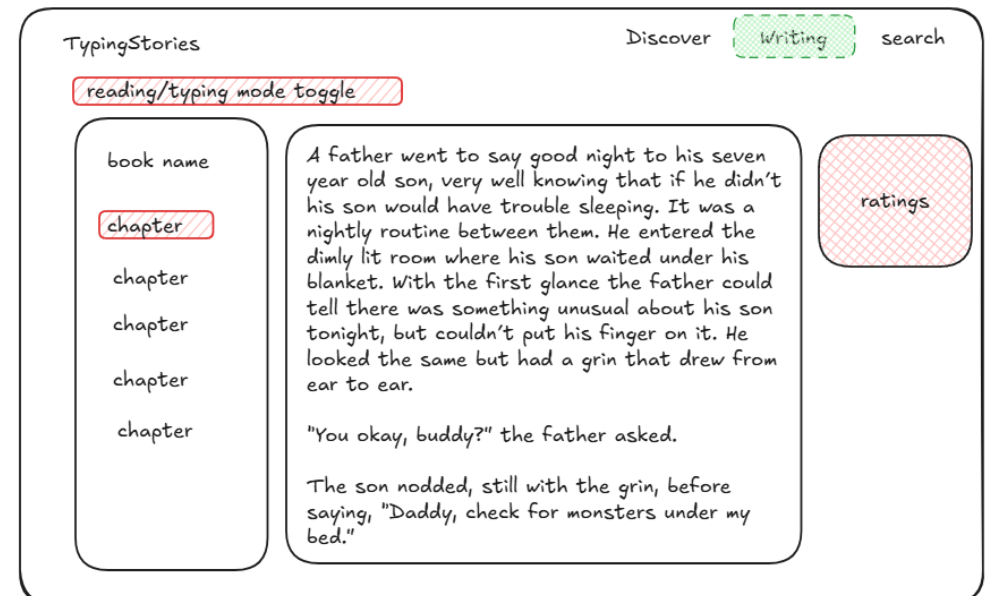 TypingStories
Discover
Writing
search
reading/typing mode toggle
book name
chapter
chapter
chapter
chapter
chapter
A father went to say good night to his seven
year old son, very well knowing that if he didn't
his son would have trouble sleeping. It was a
nightly routine between them. He entered the
dimly lit room where his son waited under his
blanket. With the first glance the father could
tell there was something unusual about his son
tonight, but couldn't put his finger on it. He
looked the same but had a grin that drew from
ear to ear.
"You okay, buddy?" the father asked.
The son nodded, still with the grin, before
saying, "Daddy, check for monsters under my
bed."
ratings